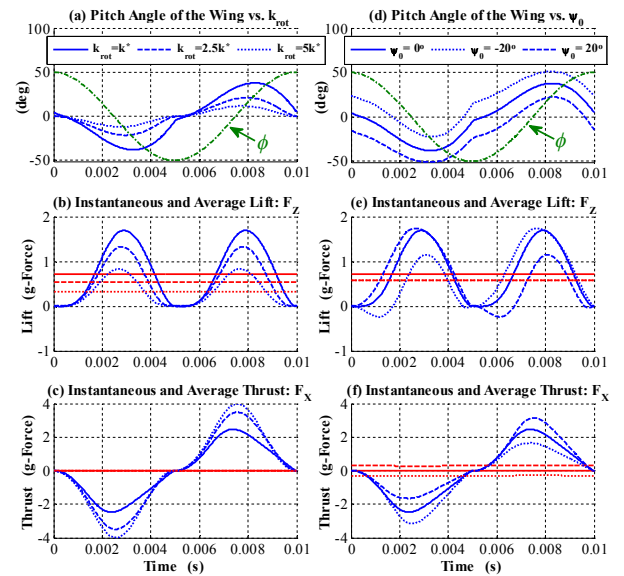 (a) Pitch Angle of the Wing vs. k_rot
k_rot=k* k_rot=2.5k* k_rot=5k*
(deg)
50
0
-50
ϕ
0 0.002 0.004 0.006 0.008 0.01
(b) Instantaneous and Average Lift: F_Z
Lift (g-Force)
2
1
0
-1
0 0.002 0.004 0.006 0.008 0.01
(c) Instantaneous and Average Thrust: F_X
Thrust (g-Force)
4
2
0
-2
-4
0 0.002 0.004 0.006 0.008 0.01
Time (s)
(d) Pitch Angle of the Wing vs. ψ_0
ψ_0= 0° ψ_0= -20° ψ_0= 20°
(deg)
50
0
-50
ϕ
0 0.002 0.004 0.006 0.008 0.01
(e) Instantaneous and Average Lift: F_Z
Lift (g-Force)
2
1
0
-1
0 0.002 0.004 0.006 0.008 0.01
(f) Instantaneous and Average Thrust: F_X
Thrust (g-Force)
4
2
0
-2
-4
0 0.002 0.004 0.006 0.008 0.01
Time (s)